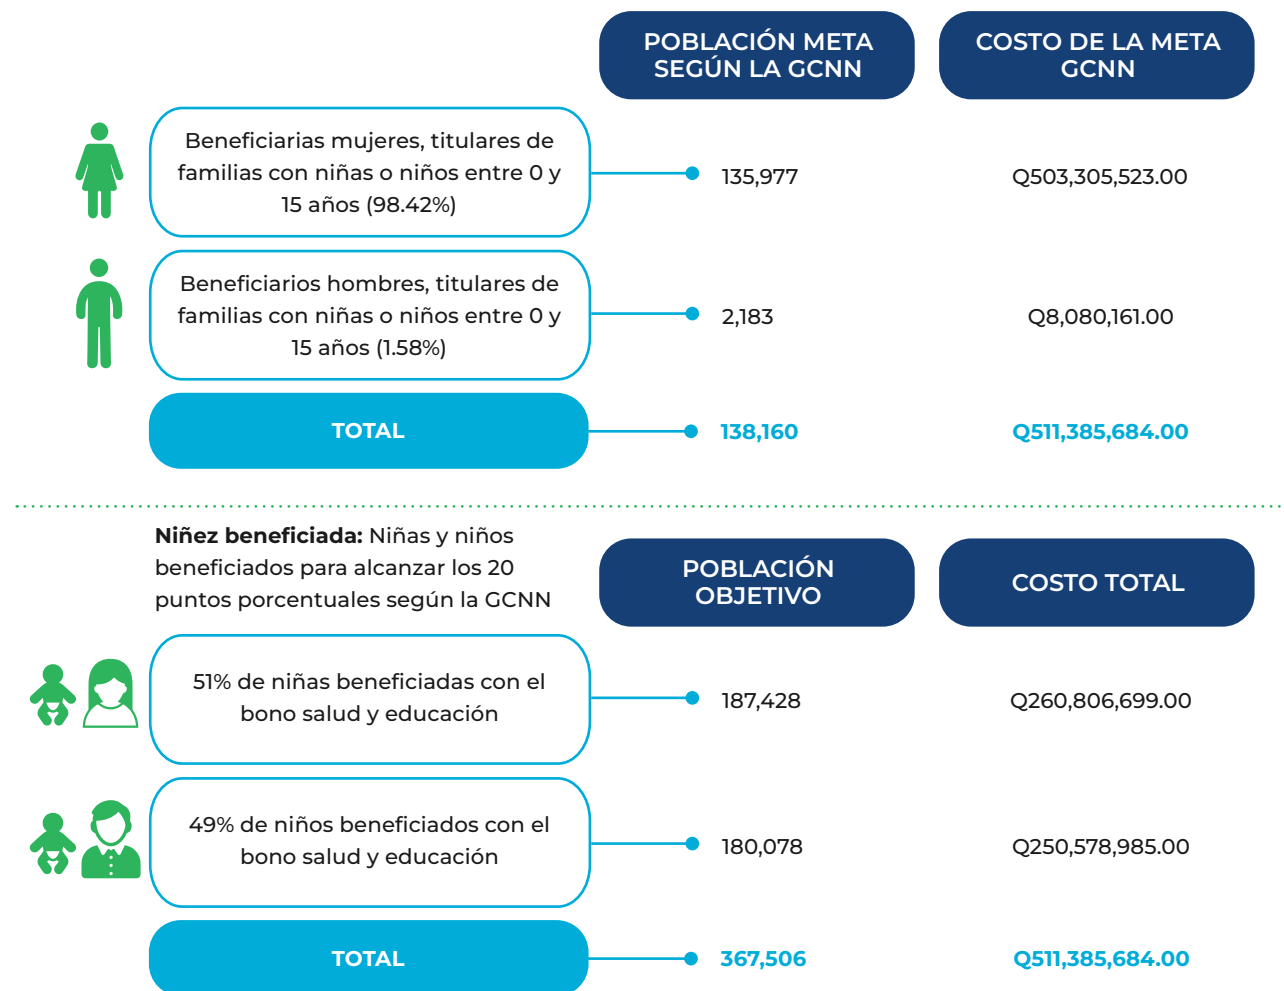 POBLACIÓN META
SEGÚN LA GCNN
COSTO DE LA META
GCNN
Beneficiarias mujeres, titulares de
familias con niñas o niños entre 0 y
15 años (98.42%)
135,977
Q503,305,523.00
Beneficiarios hombres, titulares de
familias con niñas o niños entre 0 y
15 años (1.58%)
2,183
Q8,080,161.00
TOTAL
138,160
Q511,385,684.00
Niñez beneficiada: Niñas y niños
beneficiados para alcanzar los 20
puntos porcentuales según la GCNN
POBLACIÓN
OBJETIVO
COSTO TOTAL
51% de niñas beneficiadas con el
bono salud y educación
187,428
Q260,806,699.00
49% de niños beneficiados con el
bono salud y educación
180,078
Q250,578,985.00
TOTAL
367,506
Q511,385,684.00